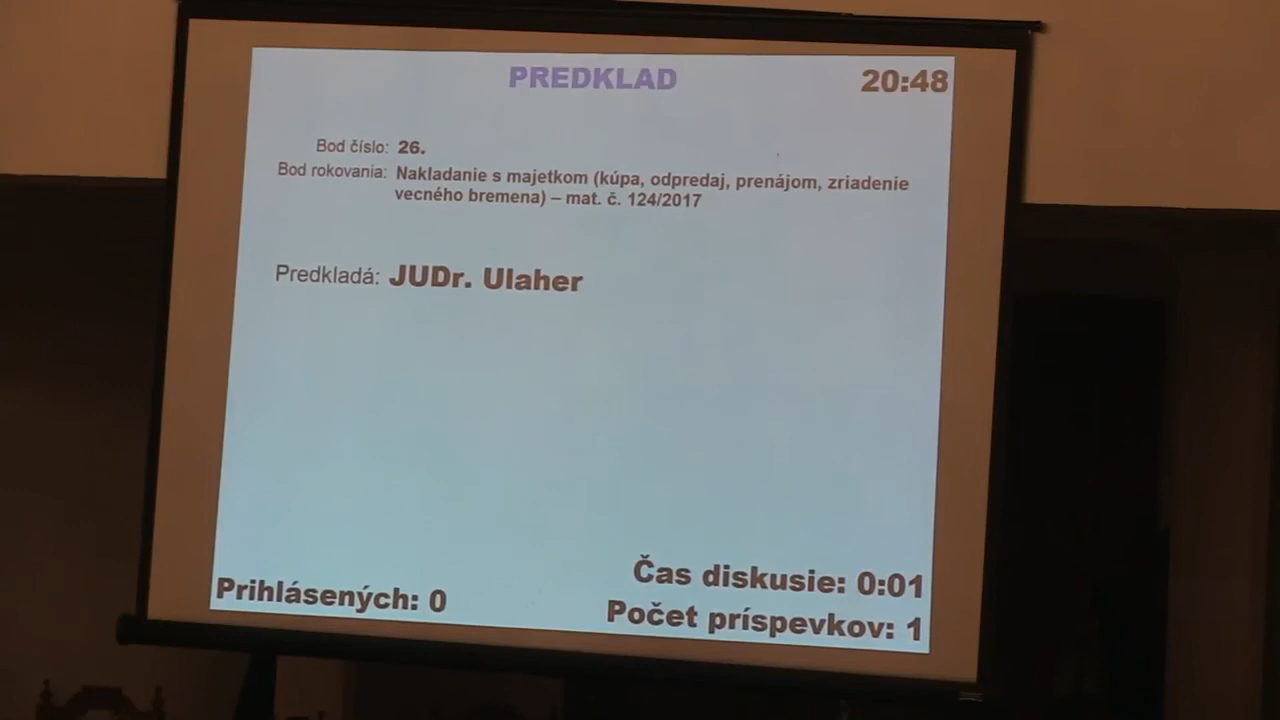 PREDKLAD
20:48
Bod číslo: 26.
Bod rokovania: Nakladanie s majetkom (kúpa, odpredaj, prenájom, zriadenie
vecného bremena) – mat. č. 124/2017
Predkladá: JUDr. Ulaher
Čas diskusie: 0:01
Prihlásených: 0
Počet príspevkov: 1